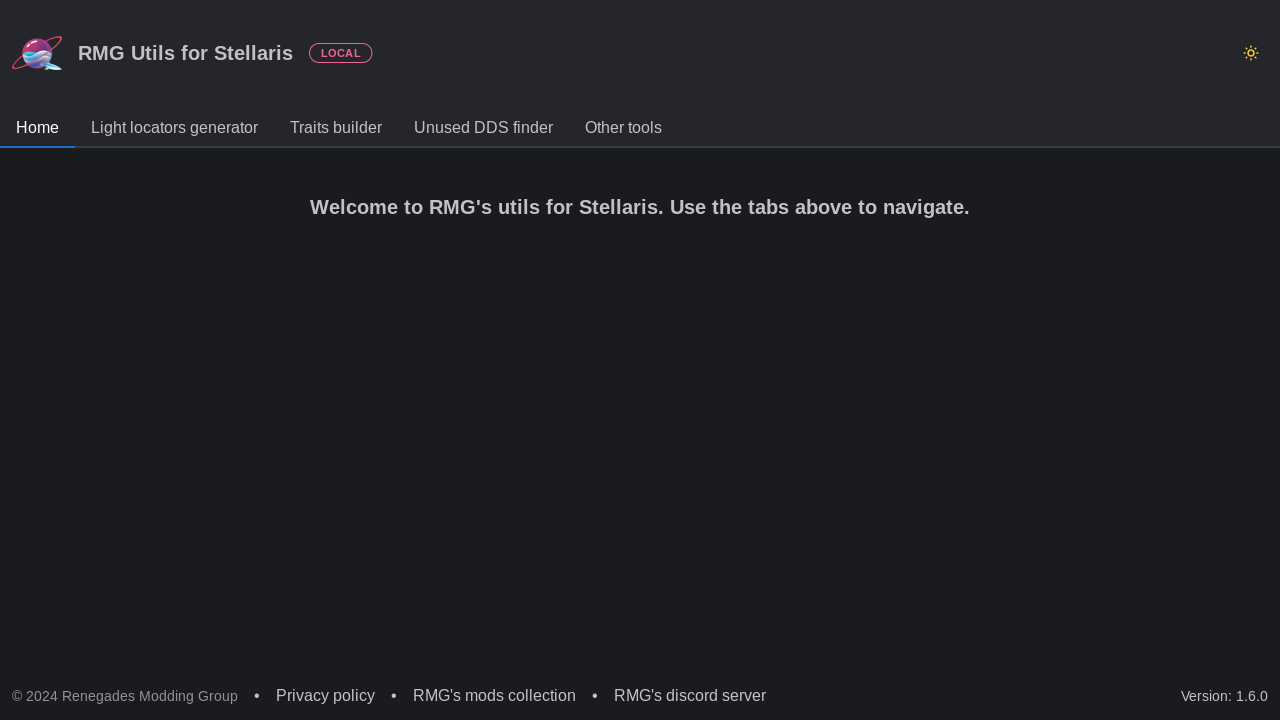 RMG Utils for Stellaris
LOCAL
Home
Light locators generator
Traits builder
Unused DDS finder
Other tools
Welcome to RMG's utils for Stellaris. Use the tabs above to navigate.
© 2024 Renegades Modding Group • Privacy policy • RMG's mods collection • RMG's discord server
Version: 1.6.0